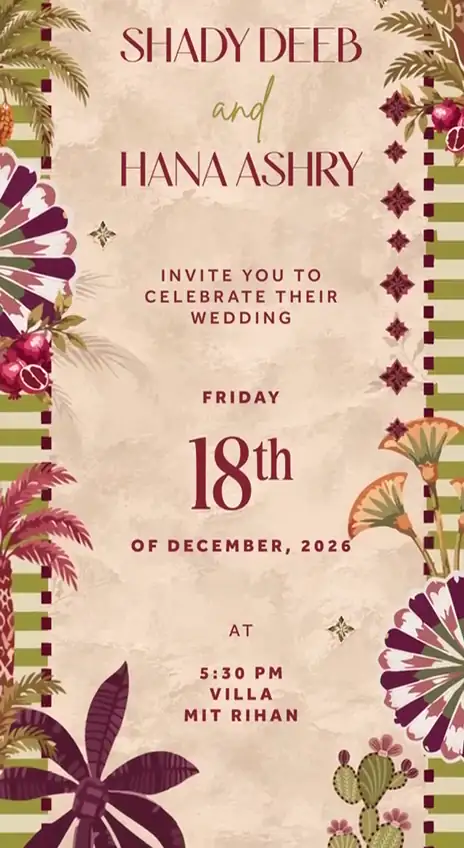 SHADY DEEB
and
HANA ASHRY
INVITE YOU TO
CELEBRATE THEIR
WEDDING
FRIDAY
18th
OF DECEMBER, 2026
AT
5:30 PM
VILLA
MIT RIHAN